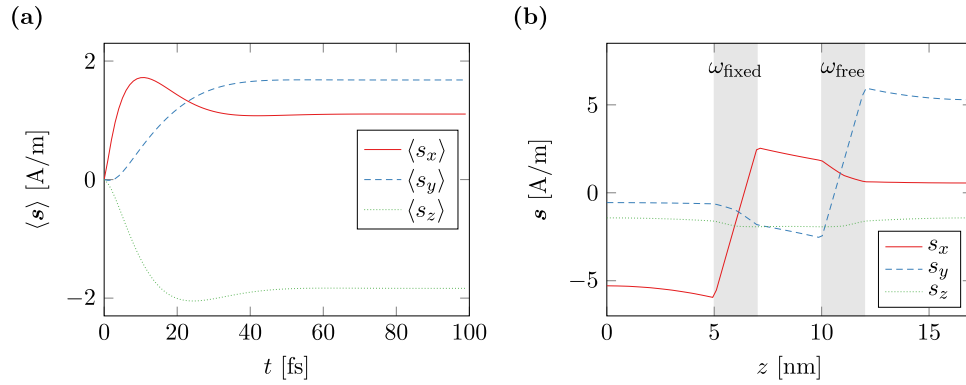 (a)
2
0
−2
⟨s⟩ [A/m]
⟨s_x⟩
⟨s_y⟩
⟨s_z⟩
0 20 40 60 80 100
t [fs]
(b)
ω_fixed ω_free
5
0
−5
s [A/m]
s_x
s_y
s_z
0 5 10 15
z [nm]